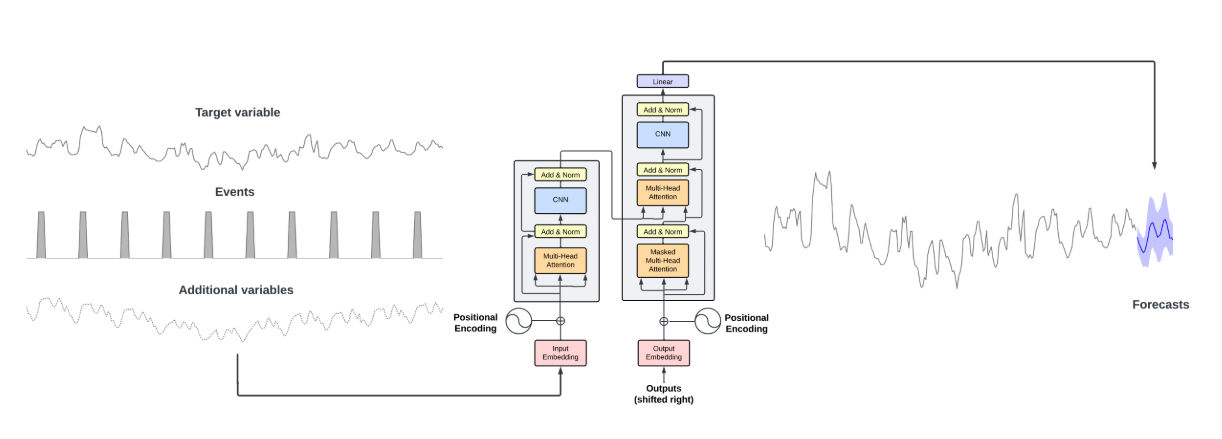 Target variable
Events
Additional variables
Add & Norm
CNN
Add & Norm
Multi-Head
Attention
Positional
Encoding
Input
Embedding
Linear
Add & Norm
CNN
Add & Norm
Multi-Head
Attention
Add & Norm
Masked
Multi-Head
Attention
Positional
Encoding
Output
Embedding
Outputs
(shifted right)
Forecasts